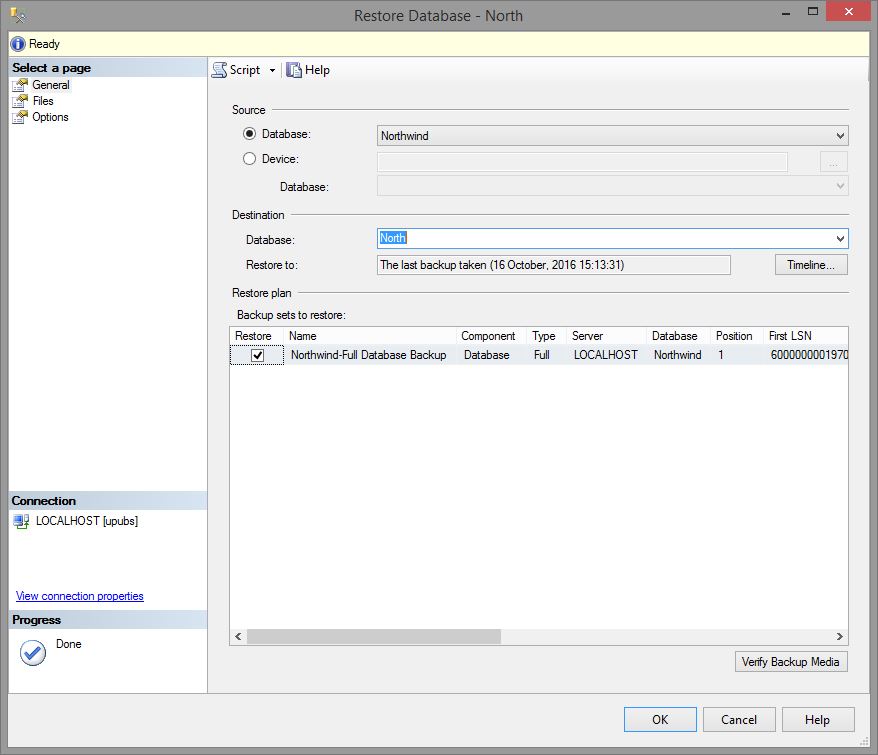 Restore Database - North
Ready
Select a page
General
Files
Options
Script
Help
Source
Database:
Northwind
Device:
...
Database:
Destination
Database:
North
Restore to:
The last backup taken (16 October, 2016 15:13:31)
Timeline...
Restore plan
Backup sets to restore:
Restore Name Component Type Server Database Position First LSN
Northwind-Full Database Backup Database Full LOCALHOST Northwind 1 6000000001970
Connection
LOCALHOST [upubs]
View connection properties
Progress
Done
Verify Backup Media
OK Cancel Help